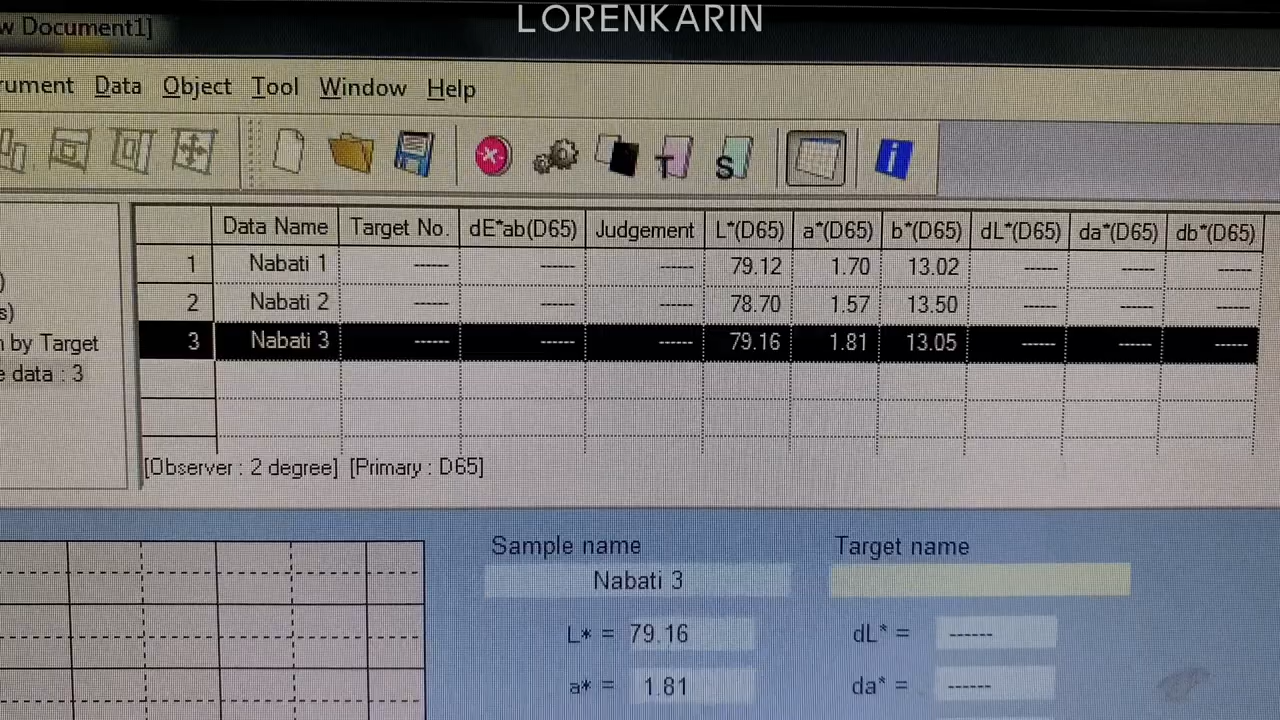 LORENKARIN
w Document1]
rument Data Object Tool Window Help
T S i
Data Name Target No. dE*ab(D65) Judgement L*(D65) a*(D65) b*(D65) dL*(D65) da*(D65) db*(D65)
1 Nabati 1 ------ ------ ------ 79.12 1.70 13.02 ------ ------ ------
2 Nabati 2 ------ ------ ------ 78.70 1.57 13.50 ------ ------ ------
3 Nabati 3 ------ ------ ------ 79.16 1.81 13.05 ------ ------ ------
)
s)
n by Target
e data : 3
[Observer : 2 degree] [Primary : D65]
Sample name Target name
Nabati 3
L* = 79.16 dL* = ------
a* = 1.81 da* = ------